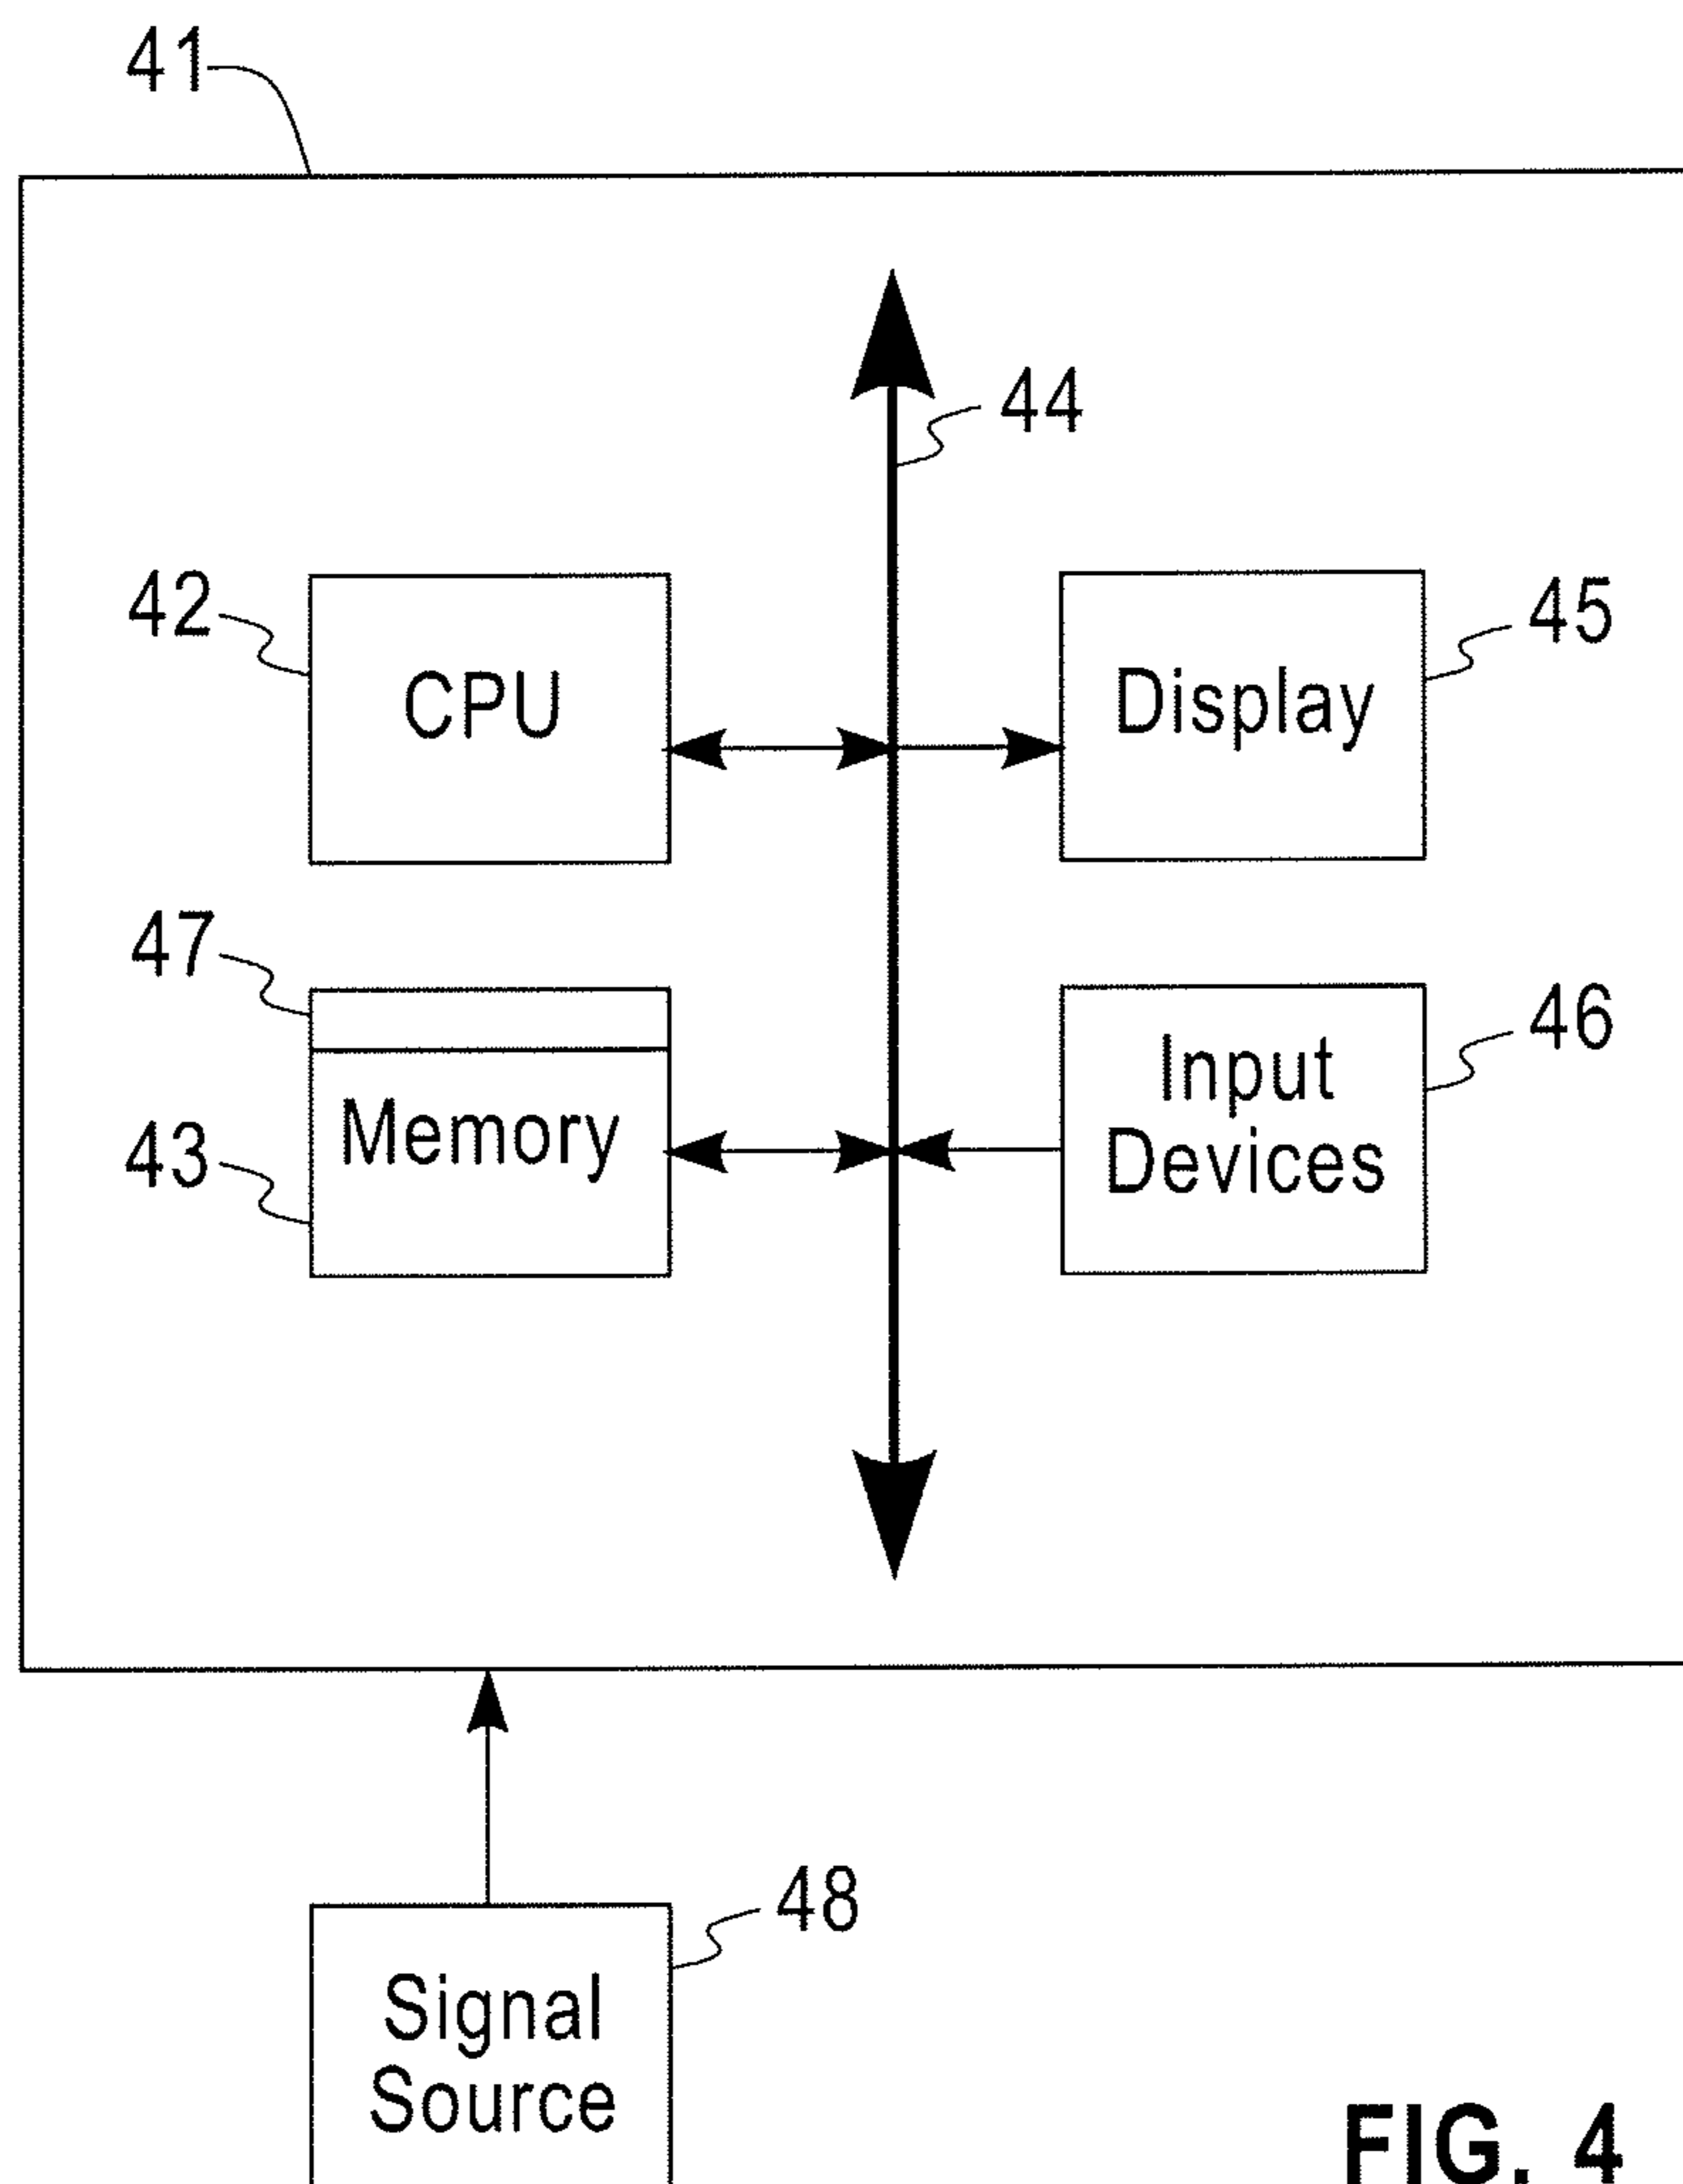 41
44
42
CPU
Display
45
47
Memory
43
Input
Devices
46
48
Signal
Source
FIG. 4